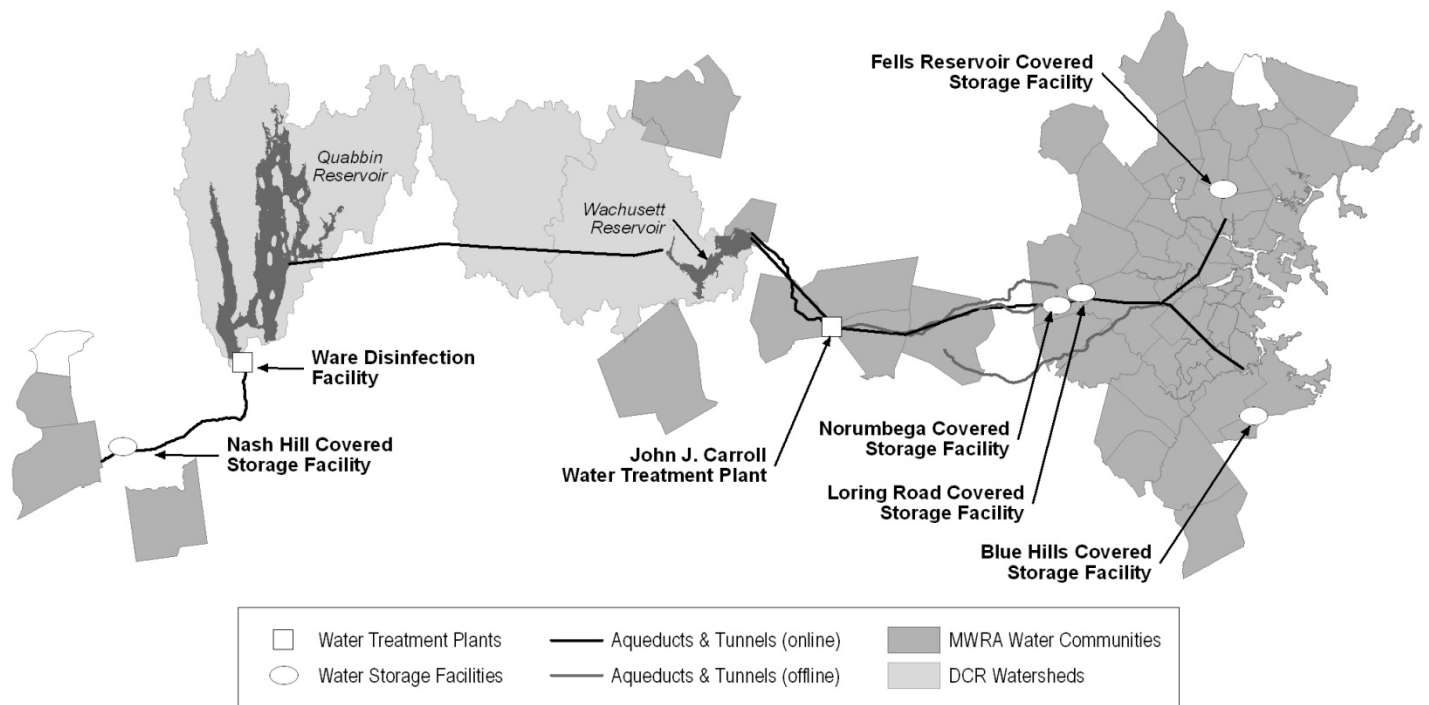 Fells Reservoir Covered
Storage Facility
Quabbin
Reservoir
Wachusett
Reservoir
Ware Disinfection
Facility
Nash Hill Covered
Storage Facility
John J. Carroll
Water Treatment Plant
Norumbega Covered
Storage Facility
Loring Road Covered
Storage Facility
Blue Hills Covered
Storage Facility
Water Treatment Plants
Aqueducts & Tunnels (online)
MWRA Water Communities
Water Storage Facilities
Aqueducts & Tunnels (offline)
DCR Watersheds